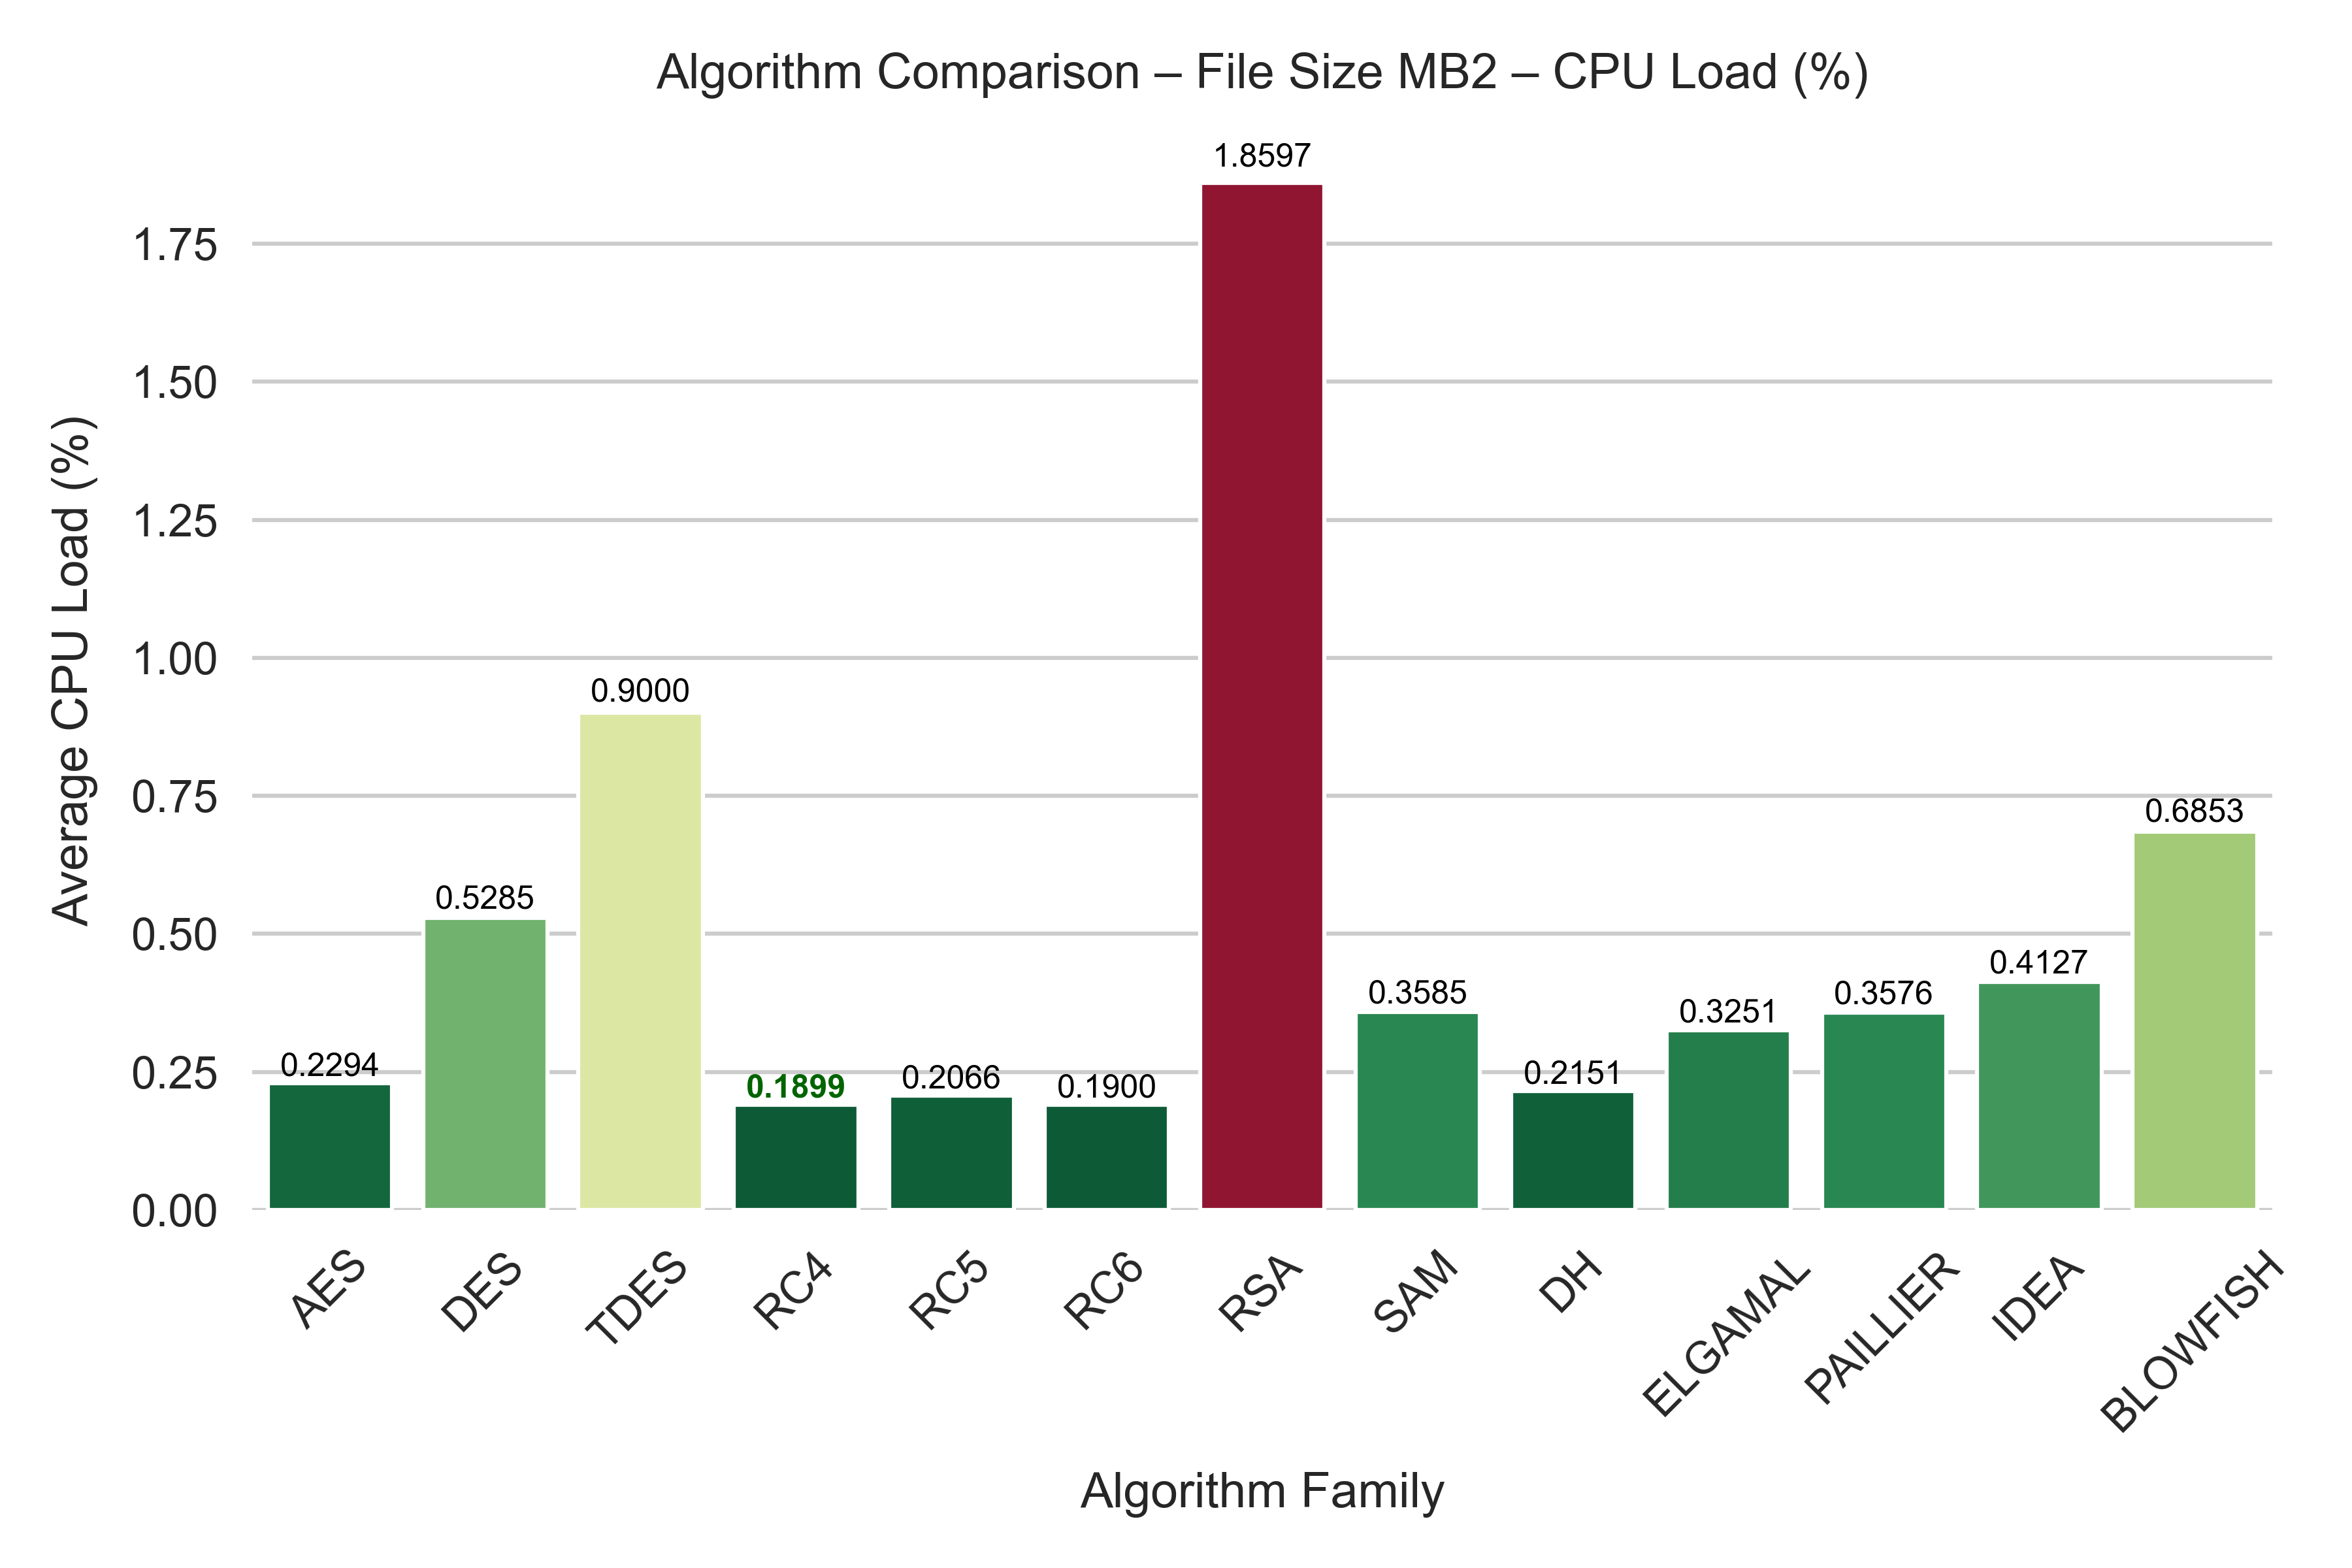 Algorithm Comparison – File Size MB2 – CPU Load (%)
Average CPU Load (%)
1.75
1.50
1.25
1.00
0.75
0.50
0.25
0.00
0.2294
0.5285
0.9000
0.1899
0.2066
0.1900
1.8597
0.3585
0.2151
0.3251
0.3576
0.4127
0.6853
AES
DES
TDES
RC4
RC5
RC6
RSA
SAM
DH
ELGAMAL
PAILLIER
IDEA
BLOWFISH
Algorithm Family